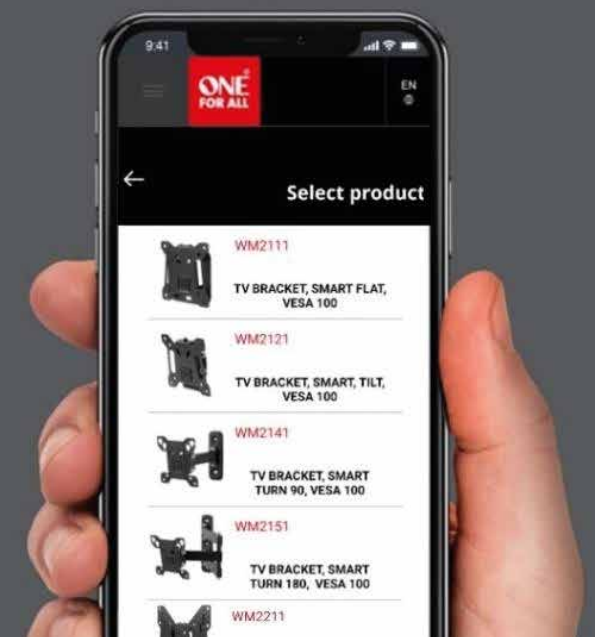 9:41
ONE
FOR ALL
EN
Select product
WM2111
TV BRACKET, SMART FLAT,
VESA 100
WM2121
TV BRACKET, SMART, TILT,
VESA 100
WM2141
TV BRACKET, SMART
TURN 90, VESA 100
WM2151
TV BRACKET, SMART
TURN 180, VESA 100
WM2211